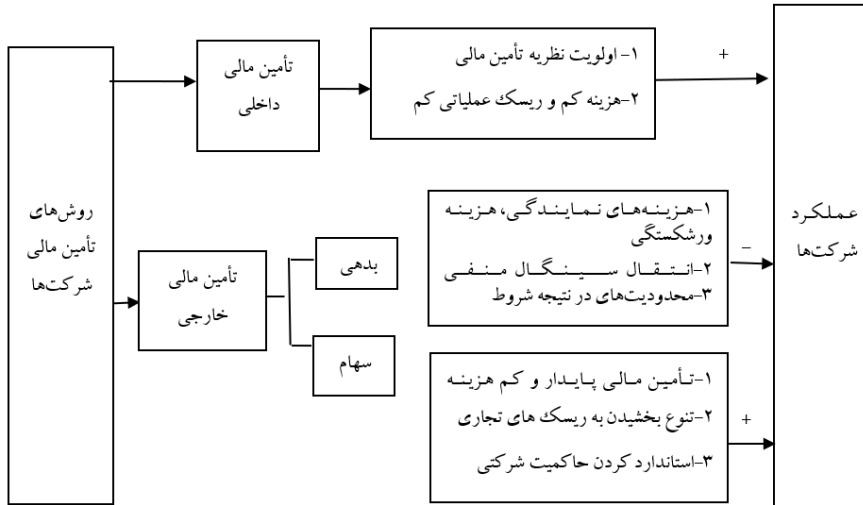 روش‌های
تأمین مالی
شرکت‌ها
تأمین مالی
داخلی
۱- اولویت نظریه تأمین مالی
۲-هزینه کم و ریسک عملیاتی کم
+
تأمین مالی
خارجی
بدهی
سهام
۱-هزینه‌های نمایندگی، هزینه
ورشکستگی
۲-انتقال سینگال منفی
۳-محدودیت‌های در نتیجه شروط
–
۱-تأمین مالی پایدار و کم هزینه
۲-تنوع بخشیدن به ریسک های تجاری
۳-استاندارد کردن حاکمیت شرکتی
+
عملکرد
شرکت‌ها